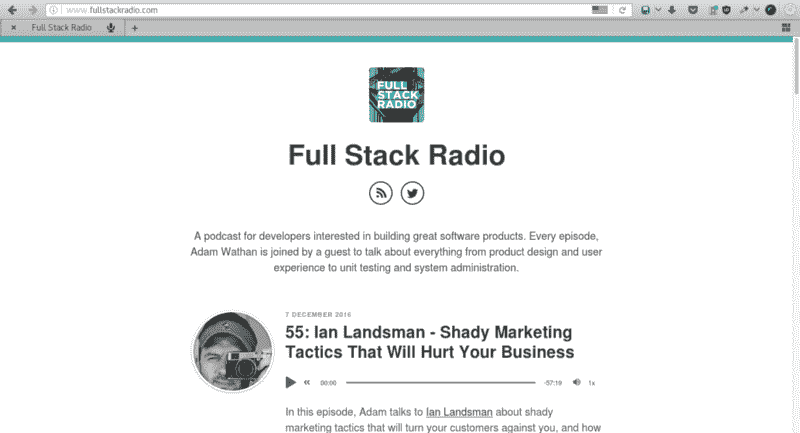 www.fullstackradio.com
Full Stack Radio
FULL
STACK
RADIO
Full Stack Radio
A podcast for developers interested in building great software products. Every episode,
Adam Wathan is joined by a guest to talk about everything from product design and user
experience to unit testing and system administration.
7 DECEMBER 2016
55: Ian Landsman - Shady Marketing
Tactics That Will Hurt Your Business
00:00 -57:19 1x
In this episode, Adam talks to Ian Landsman about shady
marketing tactics that will turn your customers against you, and how